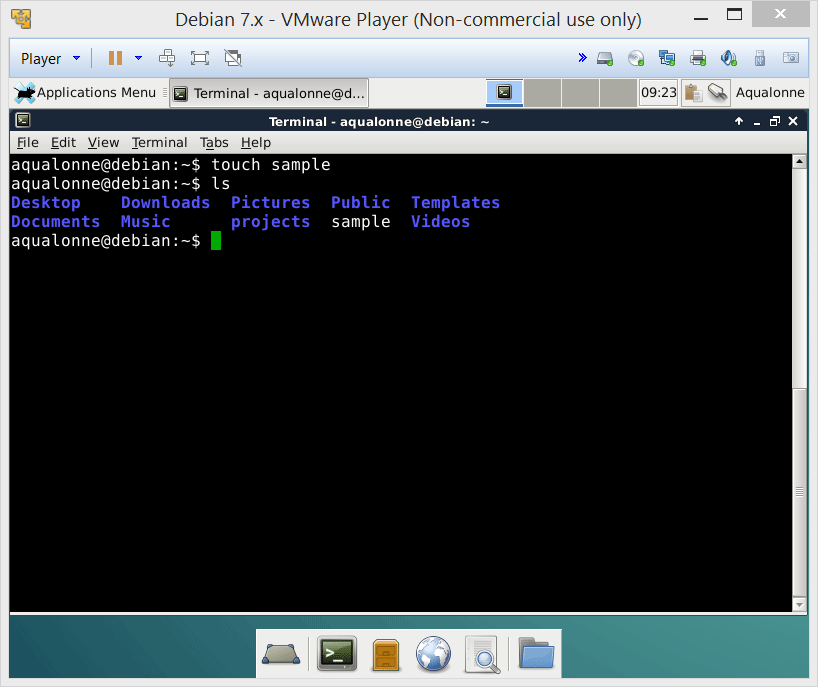 Debian 7.x - VMware Player (Non-commercial use only)
Player
Applications Menu Terminal - aqualonne@d... 09:23 Aqualonne
Terminal - aqualonne@debian: ~
File Edit View Terminal Tabs Help
aqualonne@debian:~$ touch sample
aqualonne@debian:~$ ls
Desktop Downloads Pictures Public Templates
Documents Music projects sample Videos
aqualonne@debian:~$